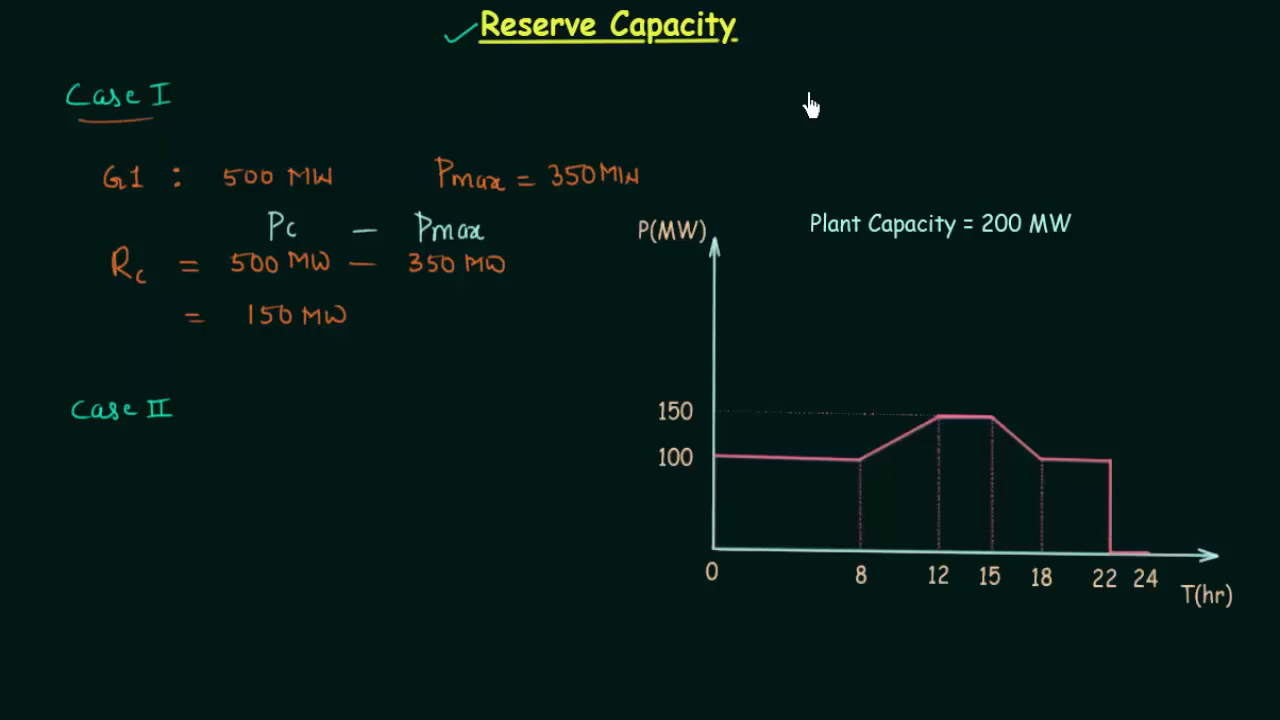 Reserve Capacity
Case I
G1 : 500 MW Pmax = 350 MW
Pc - Pmax
Rc = 500 MW - 350 MW
= 150 MW
Case II
P(MW)
Plant Capacity = 200 MW
150
100
0 8 12 15 18 22 24
T(hr)